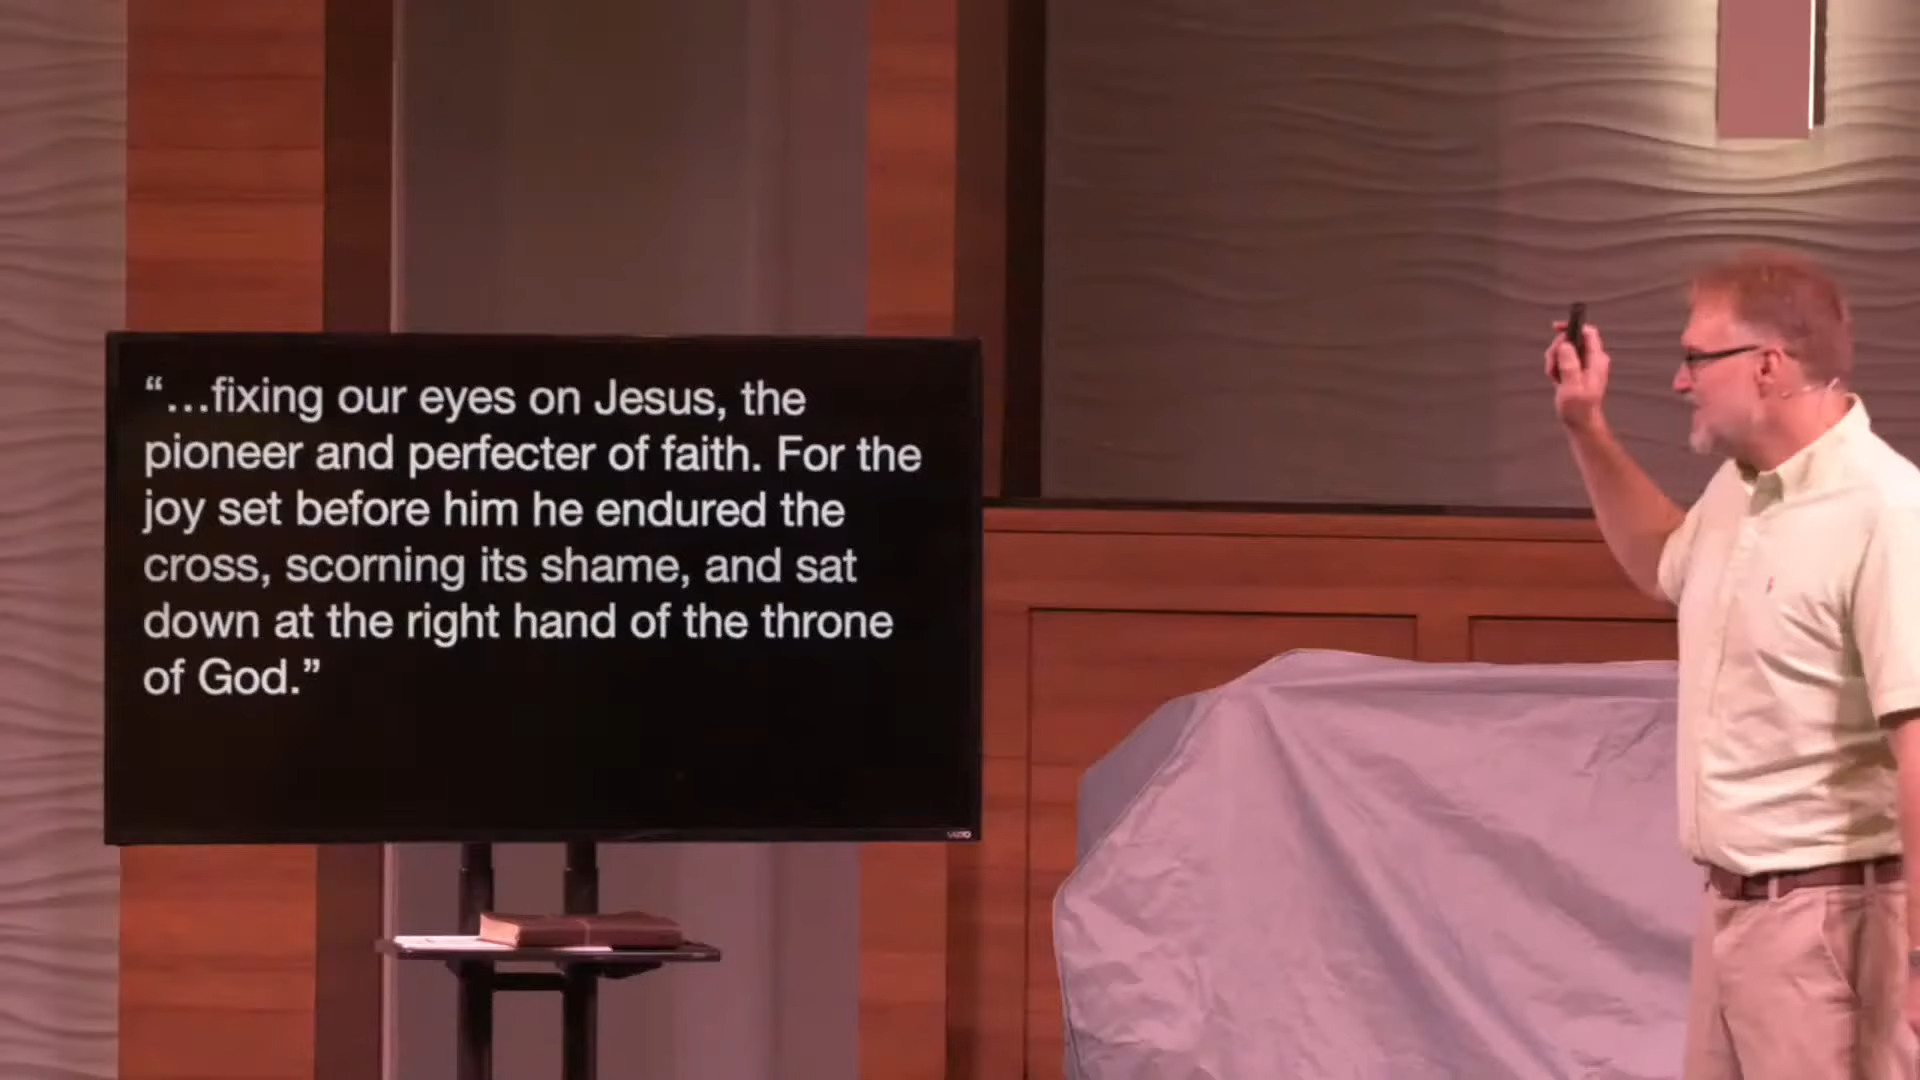 “...fixing our eyes on Jesus, the
pioneer and perfecter of faith. For the
joy set before him he endured the
cross, scorning its shame, and sat
down at the right hand of the throne
of God.”
VIZIO